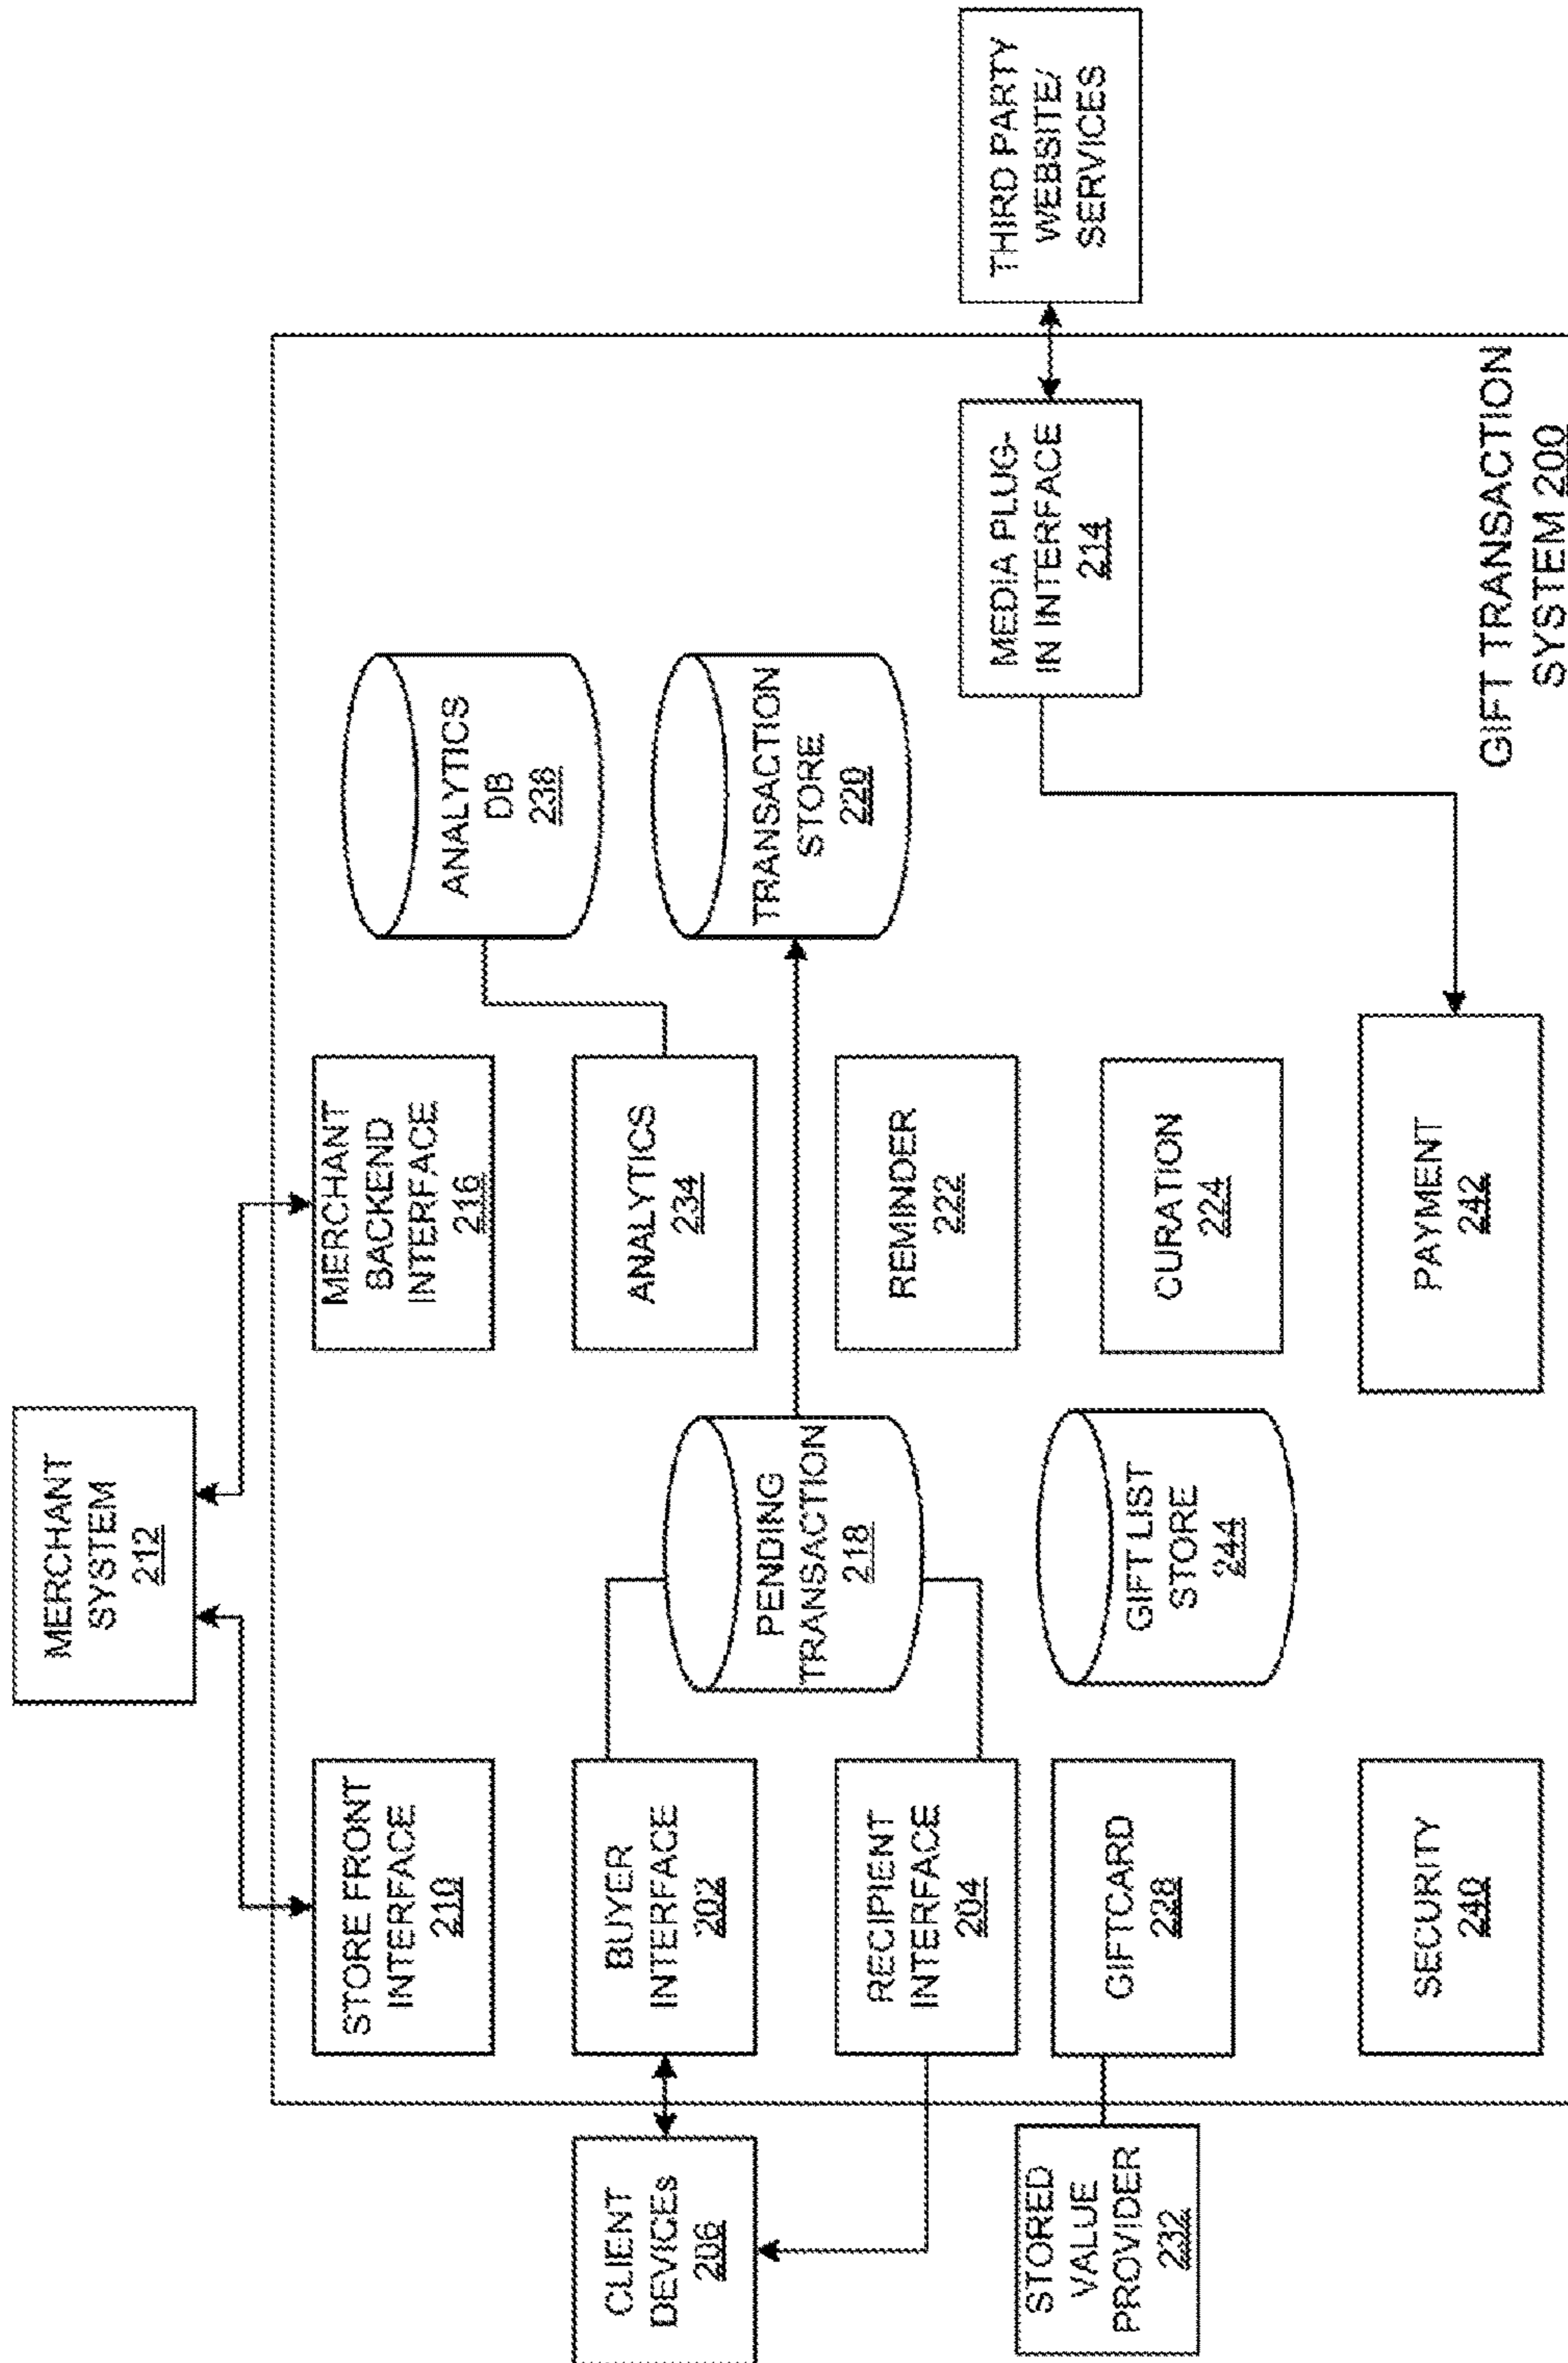 MERCHANT
SYSTEM
212
STORE FRONT
INTERFACE
210
MERCHANT
BACKEND
INTERFACE
216
CLIENT
DEVICEs
206
BUYER
INTERFACE
202
ANALYTICS
234
ANALYTICS
DB
238
PENDING
TRANSACTION
218
TRANSACTION
STORE
220
RECIPIENT
INTERFACE
204
REMINDER
222
STORED
VALUE
PROVIDER
232
GIFTCARD
228
GIFT LIST
STORE
244
CURATION
224
MEDIA PLUG-
IN INTERFACE
214
THIRD PARTY
WEBSITE/
SERVICES
SECURITY
240
PAYMENT
242
GIFT TRANSACTION
SYSTEM 200